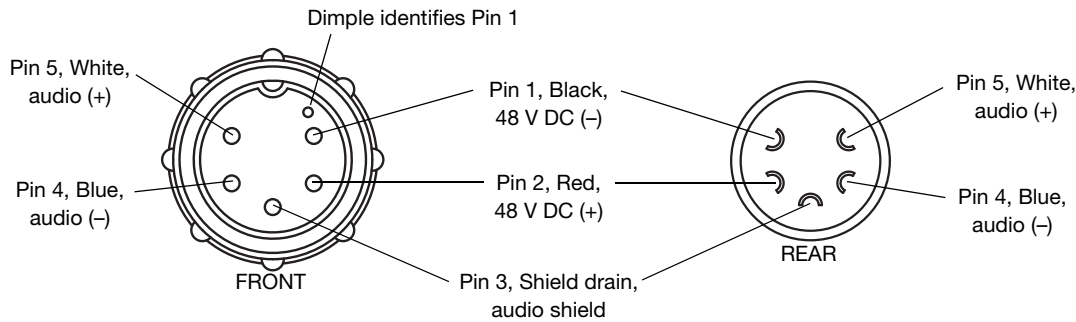 Dimple identifies Pin 1
Pin 5, White,
audio (+)
Pin 1, Black,
48 V DC (–)
Pin 5, White,
audio (+)
Pin 4, Blue,
audio (–)
Pin 2, Red,
48 V DC (+)
Pin 4, Blue,
audio (–)
FRONT
REAR
Pin 3, Shield drain,
audio shield